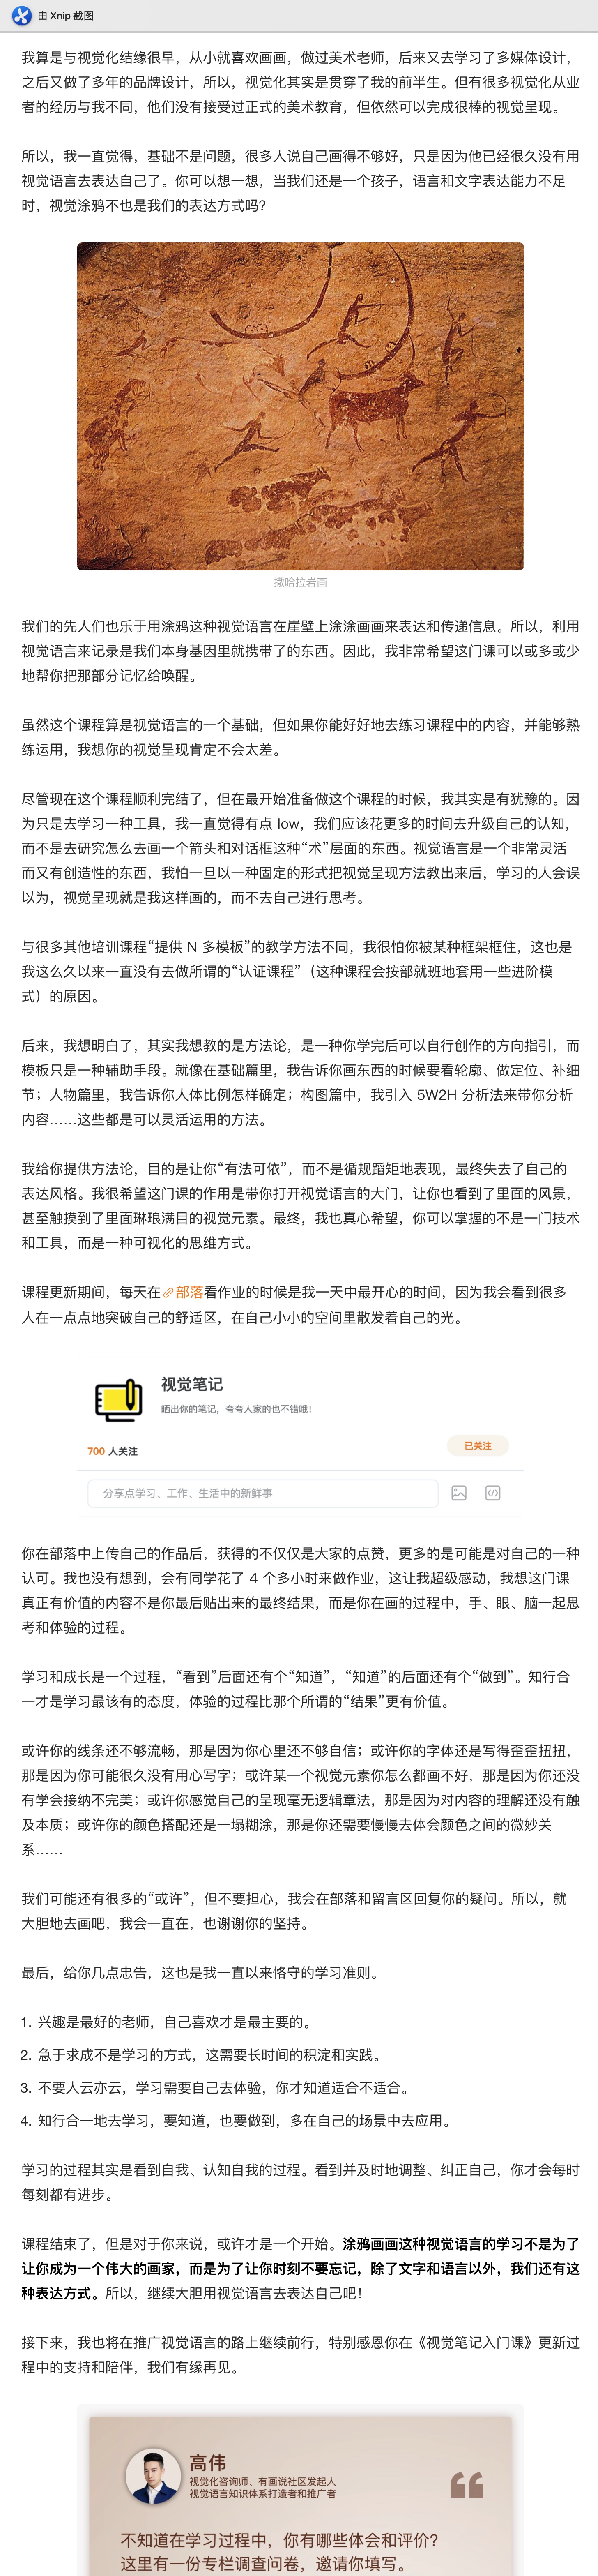 由 Xnip 截图
我算是与视觉化结缘很早，从小就喜欢画画，做过美术老师，后来又去学习了多媒体设计，
之后又做了多年的品牌设计，所以，视觉化其实是贯穿了我的前半生。但有很多视觉化从业
者的经历与我不同，他们没有接受过正式的美术教育，但依然可以完成很棒的视觉呈现。
所以，我一直觉得，基础不是问题，很多人说自己画得不够好，只是因为他已经很久没有用
视觉语言去表达自己了。你可以想一想，当我们还是一个孩子，语言和文字表达能力不足
时，视觉涂鸦不也是我们的表达方式吗？
撒哈拉岩画
我们的先人们也乐于用涂鸦这种视觉语言在崖壁上涂涂画画来表达和传递信息。所以，利用
视觉语言来记录是我们本身基因里就携带了的东西。因此，我非常希望这门课可以或多或少
地帮你把那部分记忆给唤醒。
虽然这个课程算是视觉语言的一个基础，但如果你能好好地去练习课程中的内容，并能够熟
练运用，我想你的视觉呈现肯定不会太差。
尽管现在这个课程顺利完结了，但在最开始准备做这个课程的时候，我其实是有犹豫的。因
为只是去学习一种工具，我一直觉得有点 low，我们应该花更多的时间去升级自己的认知，
而不是去研究怎么去画一个箭头和对话框这种“术”层面的东西。视觉语言是一个非常灵活
而又有创造性的东西，我怕一旦以一种固定的形式把视觉呈现方法教出来后，学习的人会误
以为，视觉呈现就是我这样画的，而不去自己进行思考。
与很多其他培训课程“提供 N 多模板”的教学方法不同，我很怕你被某种框架框住，这也是
我这么久以来一直没有去做所谓的“认证课程”（这种课程会按部就班地套用一些进阶模
式）的原因。
后来，我想明白了，其实我想教的是方法论，是一种你学完后可以自行创作的方向指引，而
模板只是一种辅助手段。就像在基础篇里，我告诉你画东西的时候要看轮廓、做定位、补细
节；人物篇里，我告诉你人体比例怎样确定；构图篇中，我引入 5W2H 分析法来带你分析
内容……这些都是可以灵活运用的方法。
我给你提供方法论，目的是让你“有法可依”，而不是循规蹈矩地表现，最终失去了自己的
表达风格。我很希望这门课的作用是带你打开视觉语言的大门，让你也看到了里面的风景，
甚至触摸到了里面琳琅满目的视觉元素。最终，我也真心希望，你可以掌握的不是一门技术
和工具，而是一种可视化的思维方式。
课程更新期间，每天在部落看作业的时候是我一天中最开心的时间，因为我会看到很多
人在一点点地突破自己的舒适区，在自己小小的空间里散发着自己的光。
视觉笔记
晒出你的笔记，夸夸人家的也不错哦！
700 人关注
已关注
分享点学习、工作、生活中的新鲜事
你在部落中上传自己的作品后，获得的不仅仅是大家的点赞，更多的是可能是对自己的一种
认可。我也没有想到，会有同学花了 4 个多小时来做作业，这让我超级感动，我想这门课
真正有价值的内容不是你最后贴出来的最终结果，而是你在画的过程中，手、眼、脑一起思
考和体验的过程。
学习和成长是一个过程，“看到”后面还有个“知道”，“知道”的后面还有个“做到”。知行合
一才是学习最该有的态度，体验的过程比那个所谓的“结果”更有价值。
或许你的线条还不够流畅，那是因为你心里还不够自信；或许你的字体还是写得歪歪扭扭，
那是因为你可能很久没有用心写字；或许某一个视觉元素你怎么都画不好，那是因为你还没
有学会接纳不完美；或许你感觉自己的呈现毫无逻辑章法，那是因为对内容的理解还没有触
及本质；或许你的颜色搭配还是一塌糊涂，那是你还需要慢慢去体会颜色之间的微妙关
系……
我们可能还有很多的“或许”，但不要担心，我会在部落和留言区回复你的疑问。所以，就
大胆地去画吧，我会一直在，也谢谢你的坚持。
最后，给你几点忠告，这也是我一直以来恪守的学习准则。
1. 兴趣是最好的老师，自己喜欢才是最主要的。
2. 急于求成不是学习的方式，这需要长时间的积淀和实践。
3. 不要人云亦云，学习需要自己去体验，你才知道适合不适合。
4. 知行合一地去学习，要知道，也要做到，多在自己的场景中去应用。
学习的过程其实是看到自我、认知自我的过程。看到并及时地调整、纠正自己，你才会每时
每刻都有进步。
课程结束了，但是对于你来说，或许才是一个开始。涂鸦画画这种视觉语言的学习不是为了
让你成为一个伟大的画家，而是为了让你时刻不要忘记，除了文字和语言以外，我们还有这
种表达方式。所以，继续大胆用视觉语言去表达自己吧！
接下来，我也将在推广视觉语言的路上继续前行，特别感恩你在《视觉笔记入门课》更新过
程中的支持和陪伴，我们有缘再见。
高伟
视觉化咨询师、有画说社区发起人
视觉语言知识体系打造者和推广者
不知道在学习过程中，你有哪些体会和评价？
这里有一份专栏调查问卷，邀请你填写。